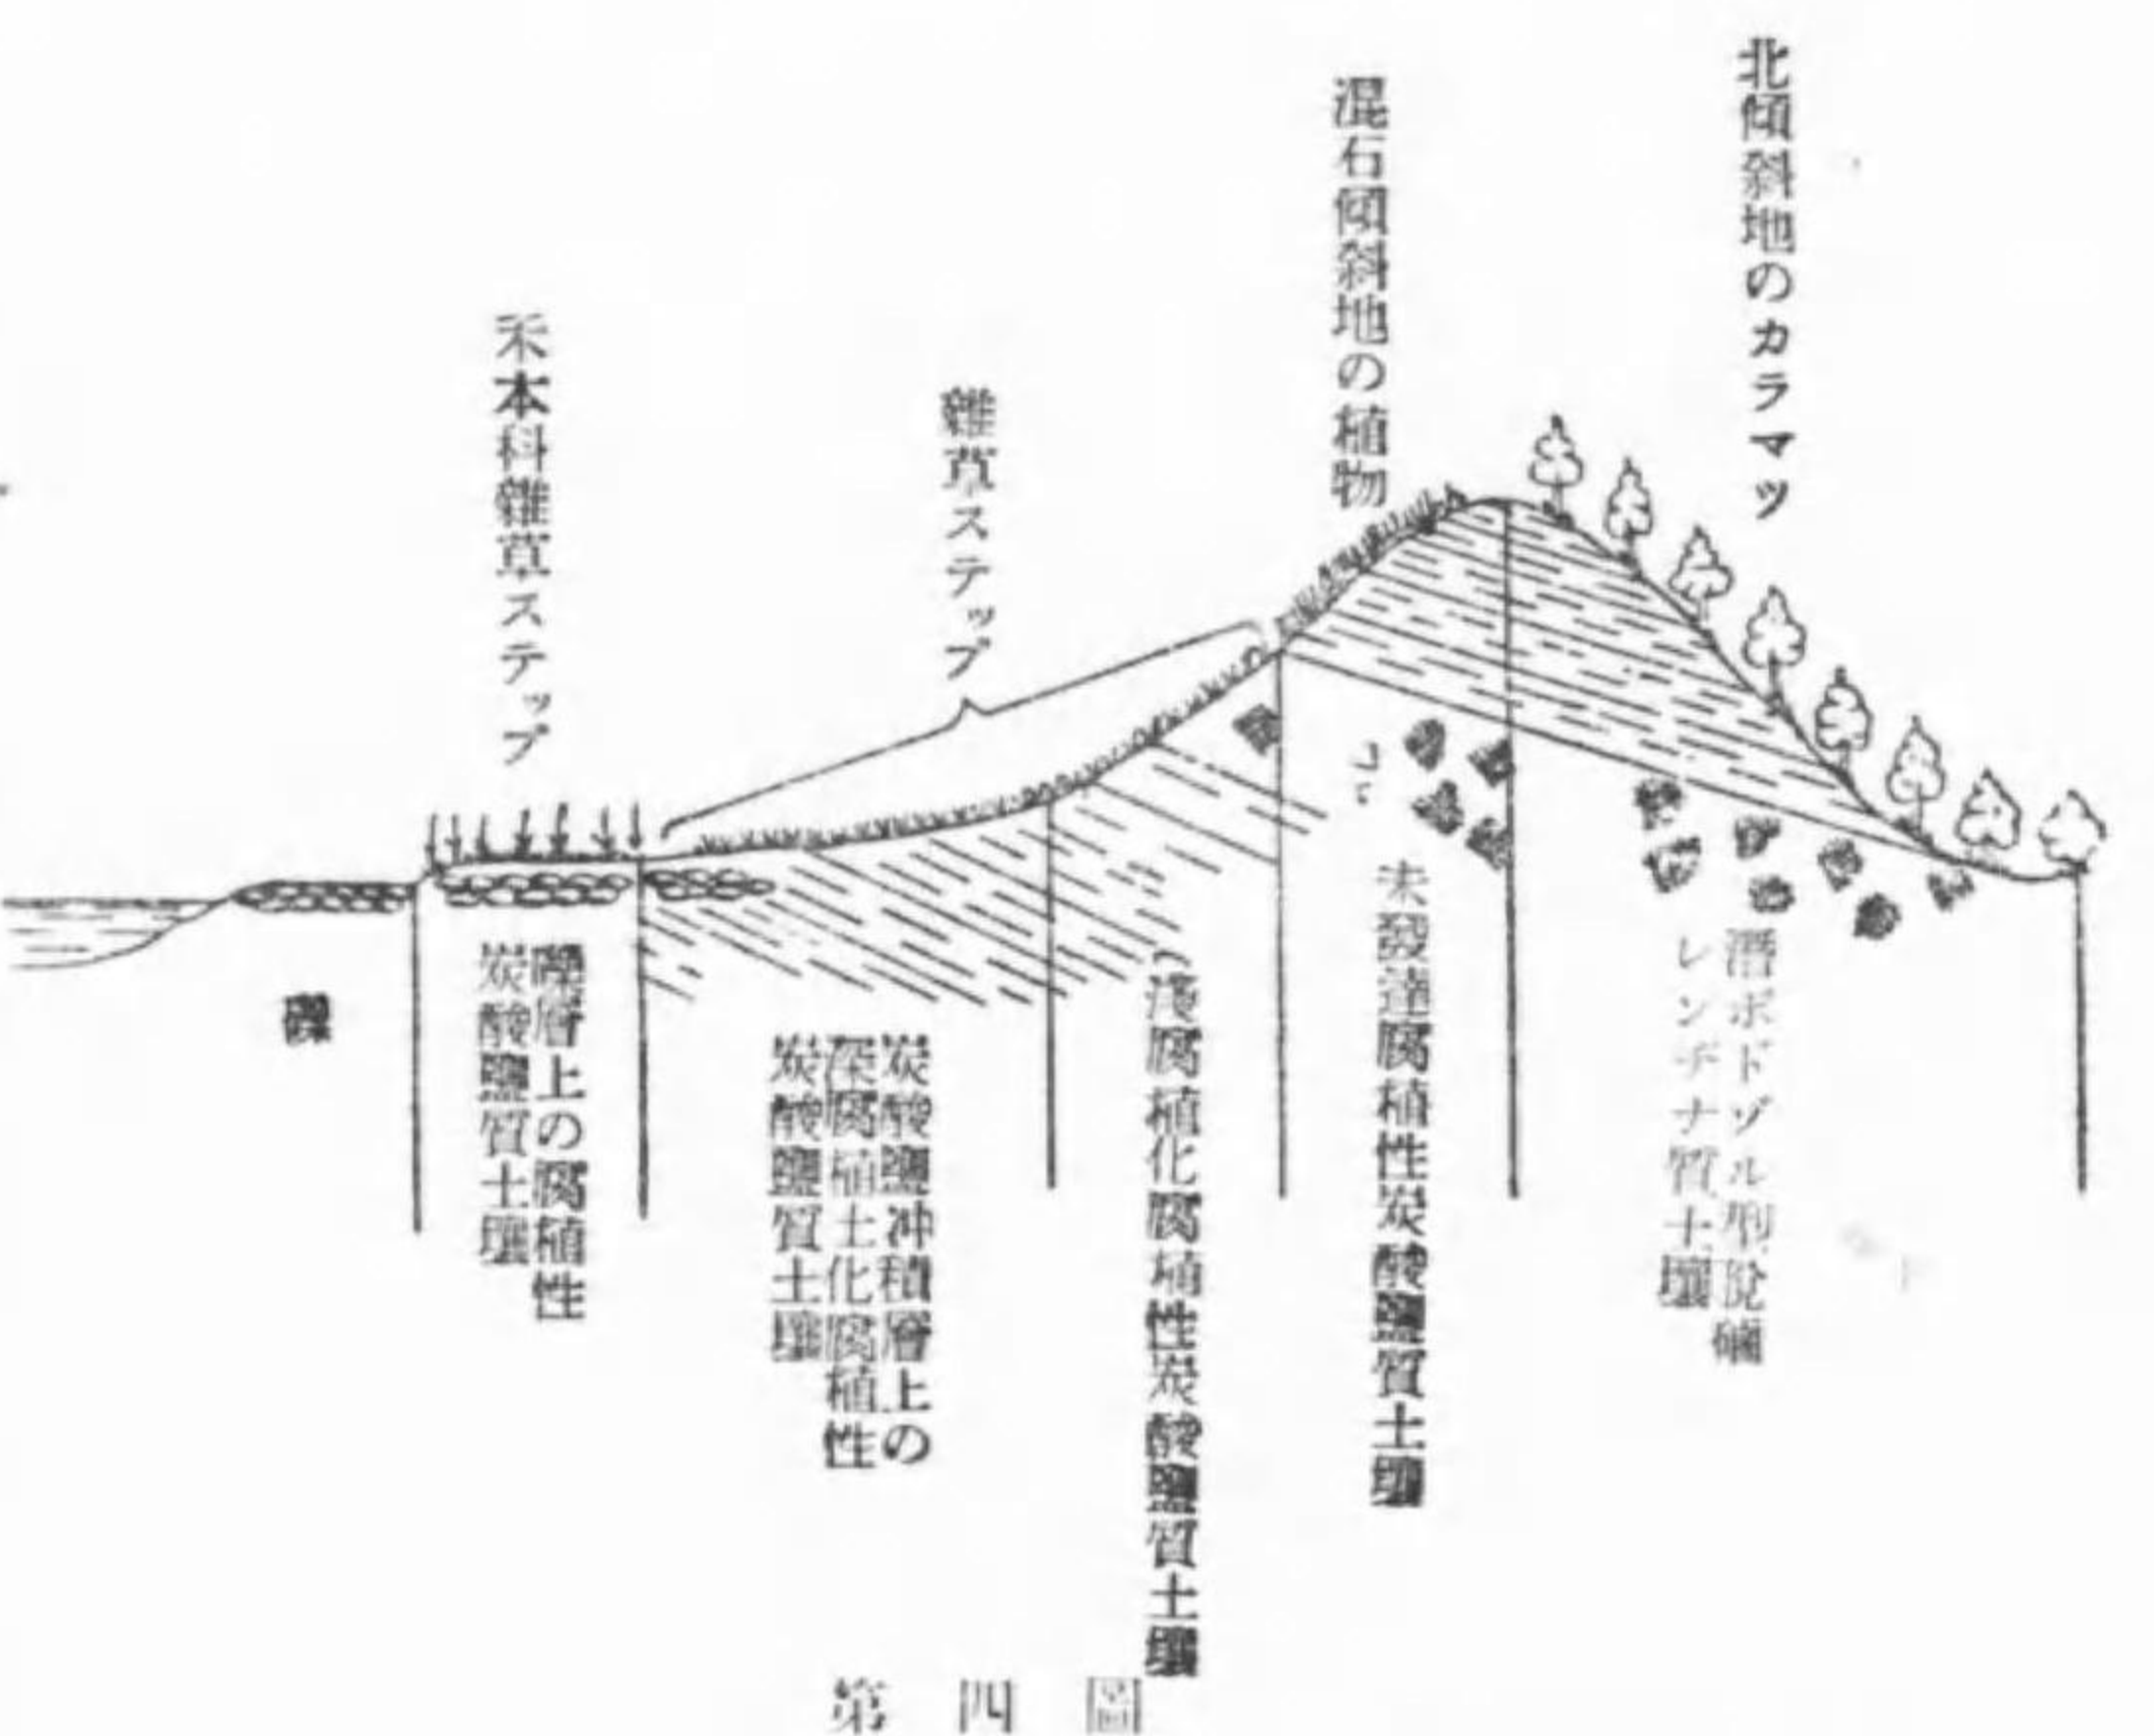 北傾斜地のカラマツ
混石傾斜地の植物
雜草ステップ
禾本科雜草ステップ
潛ポドゾル型脱
レンヂナ質土壤
未發達腐植性炭酸鹽質土壤
淺腐植化腐植性炭酸鹽質土壤
炭酸鹽冲積層上の
深腐植土化腐植性
炭酸鹽質土壤
礫層上の腐植性
炭酸鹽質土壤
礫
第四圖